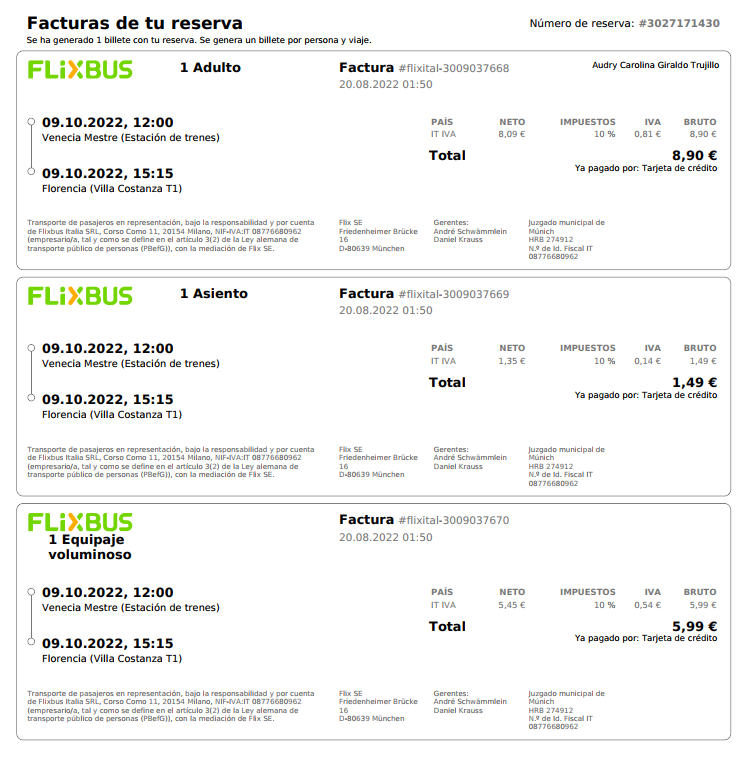 Facturas de tu reserva
Número de reserva: #3027171430
Se ha generado 1 billete con tu reserva. Se genera un billete por persona y viaje.
FLiXBUS
1 Adulto
Factura #flixital-3009037668
Audry Carolina Giraldo Trujillo
20.08.2022 01:50
09.10.2022, 12:00
Venecia Mestre (Estación de trenes)
09.10.2022, 15:15
Florencia (Villa Costanza T1)
PAÍS NETO IMPUESTOS IVA BRUTO
IT IVA 8,09 € 10 % 0,81 € 8,90 €
Total 8,90 €
Ya pagado por: Tarjeta de crédito
Transporte de pasajeros en representación, bajo la responsabilidad y por cuenta
de Flixbus Italia SRL, Corso Como 11, 20154 Milano, NIF-IVA:IT 08776680962
(empresario/a, tal y como se define en el artículo 3(2) de la Ley alemana de
transporte público de personas (PBefG)), con la mediación de Flix SE.
Flix SE
Friedenheimer Brücke
16
D-80639 München
Gerentes:
André Schwämmlein
Daniel Krauss
Juzgado municipal de
Múnich
HRB 274912
N.º de Id. Fiscal IT
08776680962
FLiXBUS
1 Asiento
Factura #flixital-3009037669
20.08.2022 01:50
09.10.2022, 12:00
Venecia Mestre (Estación de trenes)
09.10.2022, 15:15
Florencia (Villa Costanza T1)
PAÍS NETO IMPUESTOS IVA BRUTO
IT IVA 1,35 € 10 % 0,14 € 1,49 €
Total 1,49 €
Ya pagado por: Tarjeta de crédito
Transporte de pasajeros en representación, bajo la responsabilidad y por cuenta
de Flixbus Italia SRL, Corso Como 11, 20154 Milano, NIF-IVA:IT 08776680962
(empresario/a, tal y como se define en el artículo 3(2) de la Ley alemana de
transporte público de personas (PBefG)), con la mediación de Flix SE.
Flix SE
Friedenheimer Brücke
16
D-80639 München
Gerentes:
André Schwämmlein
Daniel Krauss
Juzgado municipal de
Múnich
HRB 274912
N.º de Id. Fiscal IT
08776680962
FLiXBUS
1 Equipaje
voluminoso
Factura #flixital-3009037670
20.08.2022 01:50
09.10.2022, 12:00
Venecia Mestre (Estación de trenes)
09.10.2022, 15:15
Florencia (Villa Costanza T1)
PAÍS NETO IMPUESTOS IVA BRUTO
IT IVA 5,45 € 10 % 0,54 € 5,99 €
Total 5,99 €
Ya pagado por: Tarjeta de crédito
Transporte de pasajeros en representación, bajo la responsabilidad y por cuenta
de Flixbus Italia SRL, Corso Como 11, 20154 Milano, NIF-IVA:IT 08776680962
(empresario/a, tal y como se define en el artículo 3(2) de la Ley alemana de
transporte público de personas (PBefG)), con la mediación de Flix SE.
Flix SE
Friedenheimer Brücke
16
D-80639 München
Gerentes:
André Schwämmlein
Daniel Krauss
Juzgado municipal de
Múnich
HRB 274912
N.º de Id. Fiscal IT
08776680962